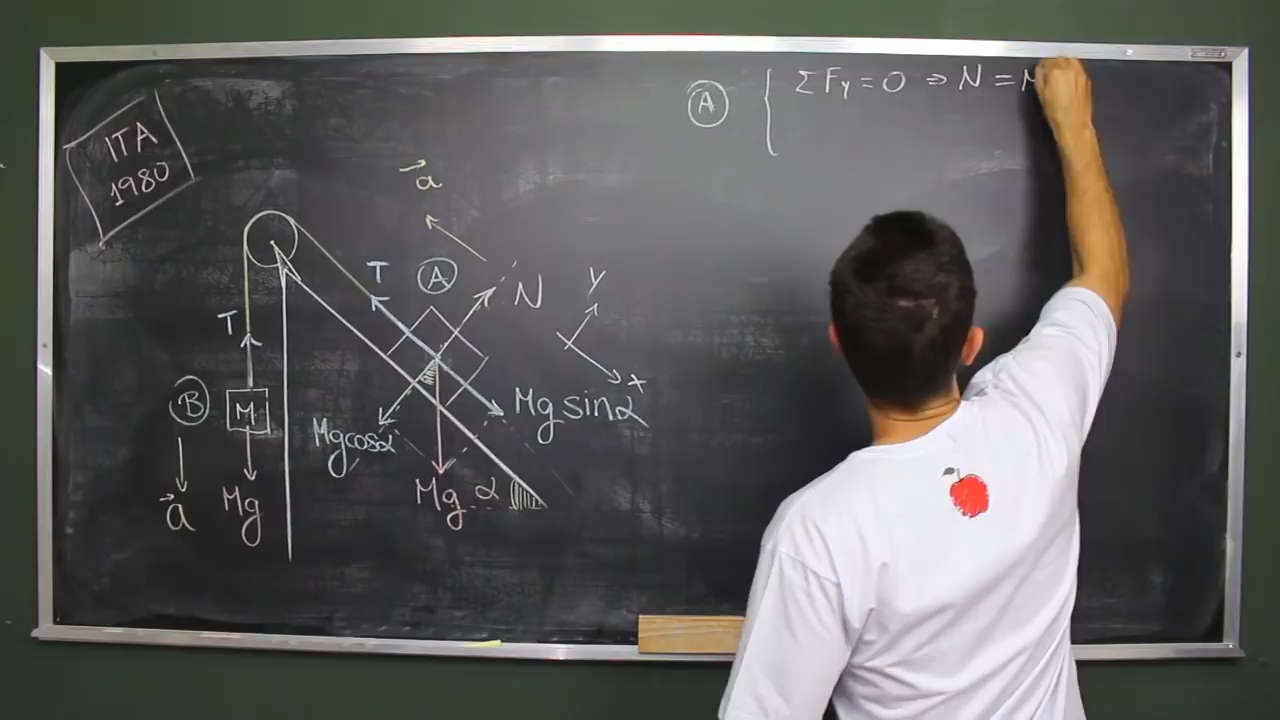 ITA
1980
A { ΣFy = 0 ⇒ N = M
a
T
A
N
y
x
T
B
M
Mg sinα
Mgcosα
Mg
α
Mg
a